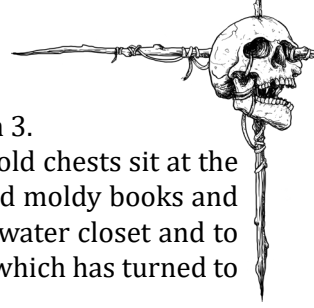 3.
old chests sit at the
d moldy books and
water closet and to
which has turned to